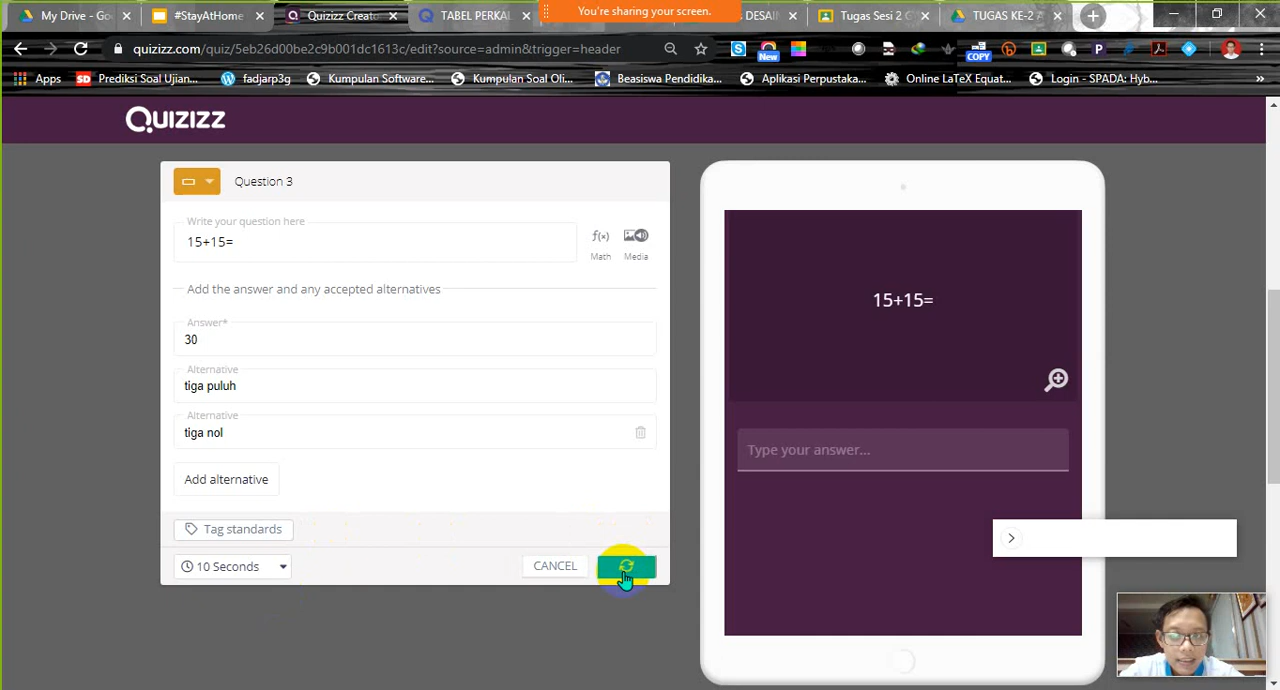 My Drive - Go
#StayAtHome
Quizizz Creato
TABEL PERKAL
You're sharing your screen.
DESAIN
Tugas Sesi 2 G
TUGAS KE-2 A
quizizz.com/quiz/5eb26d00be2c9b001dc1613c/edit?source=admin&trigger=header
New
COPY
Apps
Prediksi Soal Ujian...
fadjarp3g
Kumpulan Software...
Kumpulan Soal Oli...
Beasiswa Pendidika...
Aplikasi Perpustaka...
Online LaTeX Equat...
Login - SPADA: Hyb...
»
Quizizz
Question 3
Write your question here
15+15=
f(x)
Math
Media
Add the answer and any accepted alternatives
Answer*
30
Alternative
tiga puluh
Alternative
tiga nol
Add alternative
Tag standards
10 Seconds
CANCEL
15+15=
Type your answer...